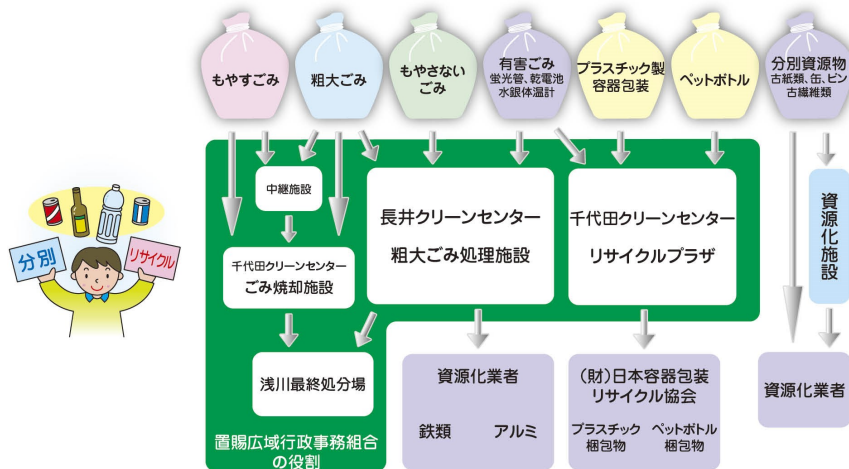 もやすごみ
粗大ごみ
もやさない
ごみ
有害ごみ
蛍光管、乾電池
水銀体温計
プラスチック製
容器包装
ペットボトル
分別資源物
古紙類、缶、ビン
古繊維類
分別
リサイクル
中継施設
千代田クリーンセンター
ごみ焼却施設
長井クリーンセンター
粗大ごみ処理施設
千代田クリーンセンター
リサイクルプラザ
資源化施設
浅川最終処分場
資源化業者
鉄類 アルミ
(財)日本容器包装
リサイクル協会
プラスチック
梱包物
ペットボトル
梱包物
資源化業者
置賜広域行政事務組合
の役割